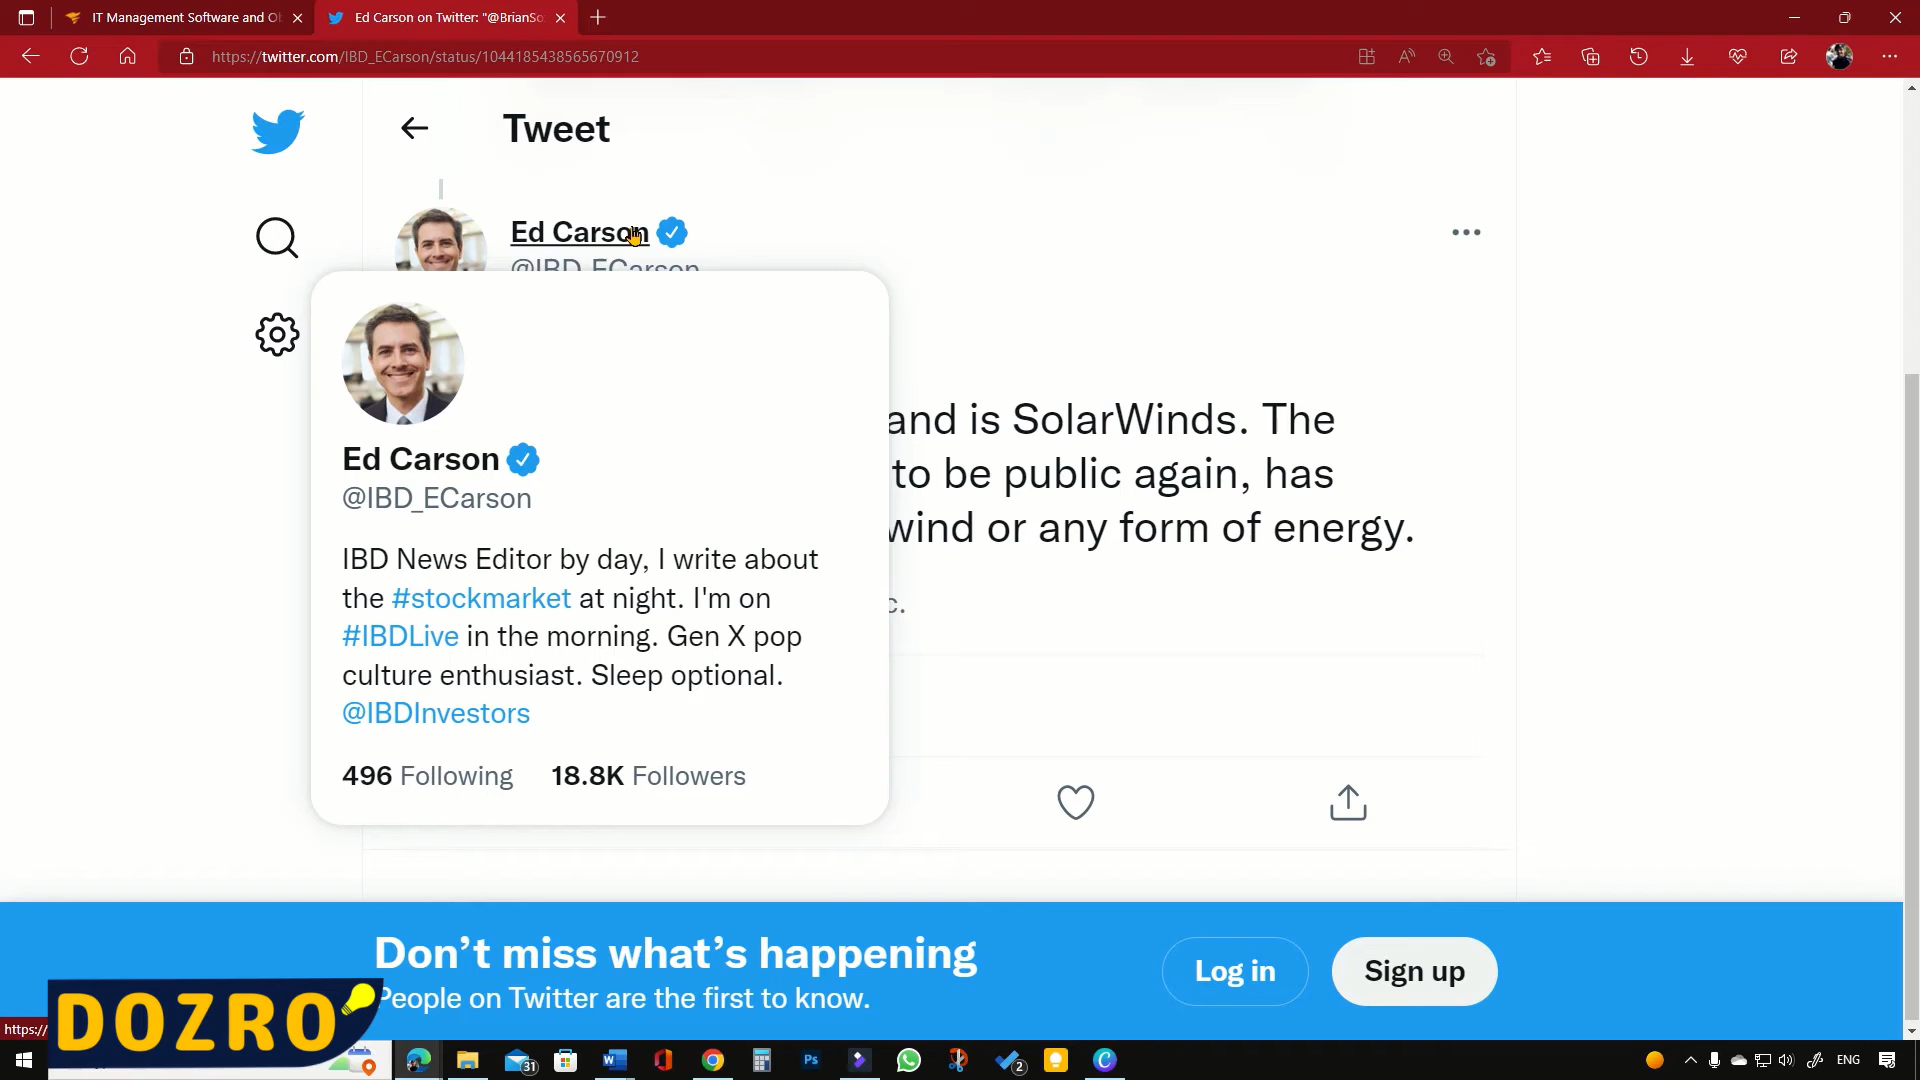 IT Management Software and O
Ed Carson on Twitter: "@BrianSo
https://twitter.com/IBD_ECarson/status/1044185438565670912
Tweet
Ed Carson
@IBD_ECarson
and is SolarWinds. The
to be public again, has
wind or any form of energy.
c.
Ed Carson
@IBD_ECarson
IBD News Editor by day, I write about
the #stockmarket at night. I'm on
#IBDLive in the morning. Gen X pop
culture enthusiast. Sleep optional.
@IBDInvestors
496 Following 18.8K Followers
Don't miss what's happening
People on Twitter are the first to know.
Log in
Sign up
https://
DOZRO
31
Ps
2
ENG